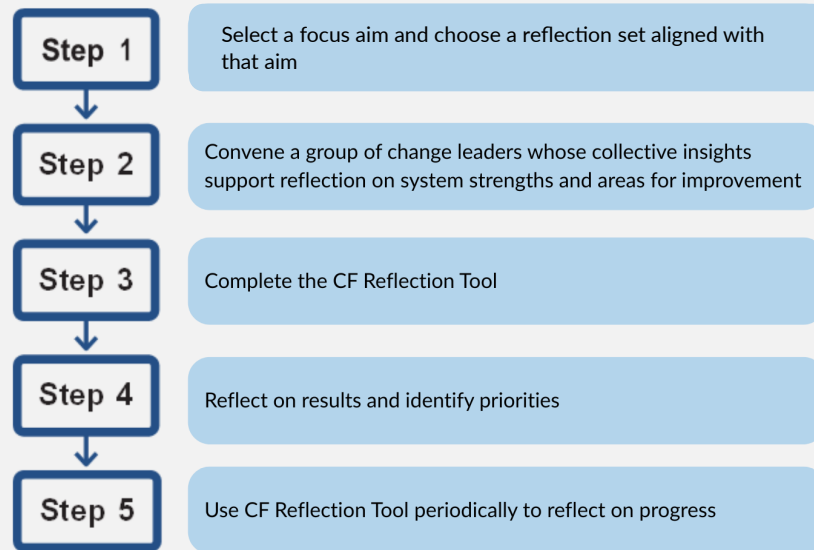 Step 1
Select a focus aim and choose a reflection set aligned with
that aim
Step 2
Convene a group of change leaders whose collective insights
support reflection on system strengths and areas for improvement
Step 3
Complete the CF Reflection Tool
Step 4
Reflect on results and identify priorities
Step 5
Use CF Reflection Tool periodically to reflect on progress